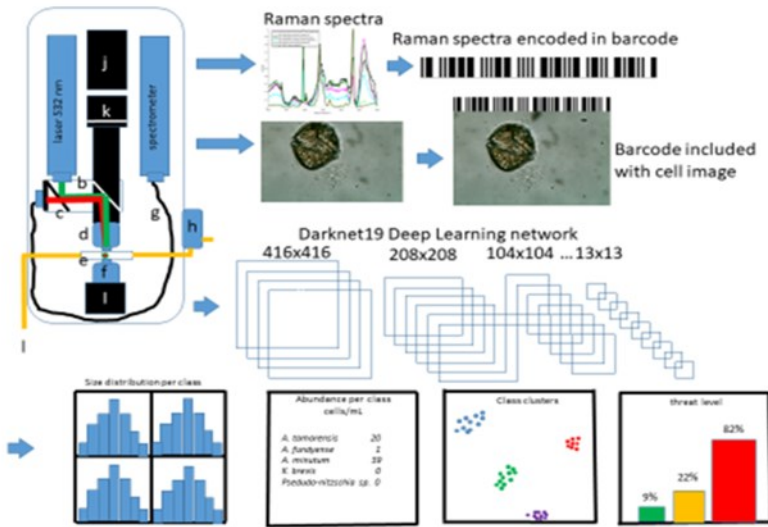 Raman spectra
Raman spectra encoded in barcode
laser 532 nm
j
k
spectrometer
b
c
g
d
h
e
f
l
Barcode included
with cell image
Darknet19 Deep Learning network
416x416
208x208
104x104
...13x13
Size distribution per class
Abundance per class
cells/mL
A. tamarensis 20
A. fundyense 1
A. minutum 39
K. brevis 0
Pseudo-nitzschia sp. 0
Class clusters
threat level
9%
22%
82%